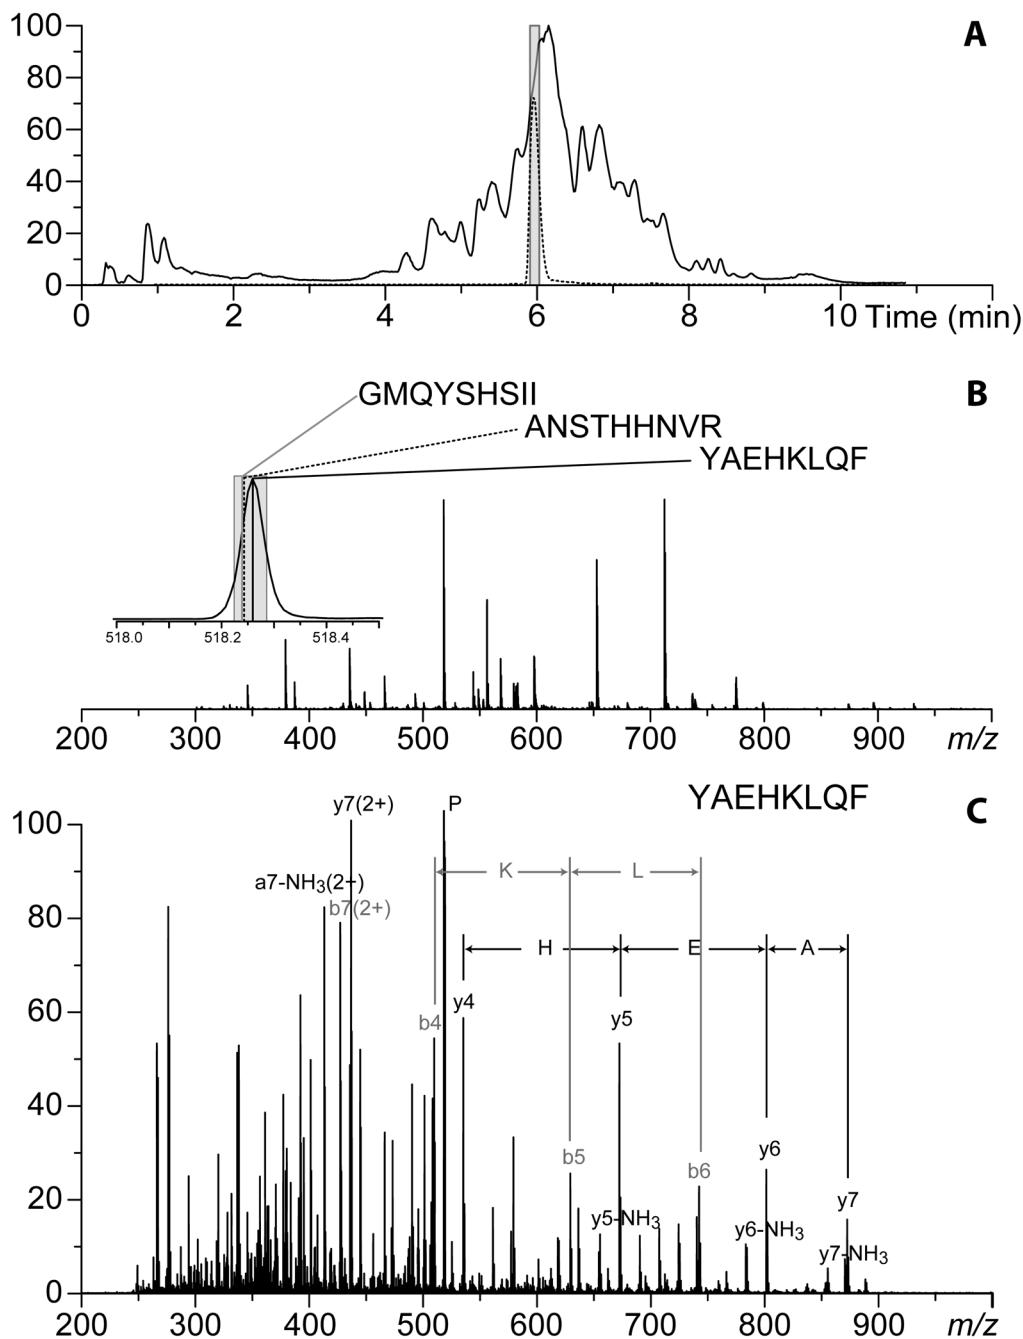 A
100
80
60
40
20
0
0 2 4 6 8 10 Time (min)
B
GMQYSHSII
ANSTHHNVR
YAEHKLQF
518.0 518.2 518.4
200 300 400 500 600 700 800 900 m/z
YAEHKLQF C
y7(2+) P
100
K L
a7-NH3(2+)
b7(2+)
80
H E A
y4
b4 y5
60
40
y6
b5 b6
20
y7
y5-NH3 y6-NH3
y7-NH3
0
200 300 400 500 600 700 800 900 m/z